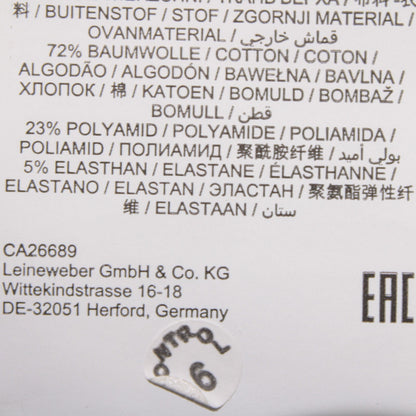 料 / BUITENSTOF / STOF / ZGORNJI MATERIAL /
OVANMATERIAL / قماش خارجي
72% BAUMWOLLE / COTTON / COTON /
ALGODÃO / ALGODÓN / BAWEŁNA / BAVLNA /
ХЛОПОК / 棉 / KATOEN / BOMULD / BOMBAŽ /
BOMULL / قطن
23% POLYAMID / POLYAMIDE / POLIAMIDA /
POLIAMID / ПОЛИАМИД / 聚酰胺纤维 / بولي أميد
5% ELASTHAN / ELASTANE / ÉLASTHANNE /
ELASTANO / ELASTAN / ЭЛАСТАН / 聚氨酯弹性纤
维 / ELASTAAN / ستان
CA26689
Leineweber GmbH & Co. KG
Wittekindstrasse 16-18
DE-32051 Herford, Germany
EAC
CONTROL
6